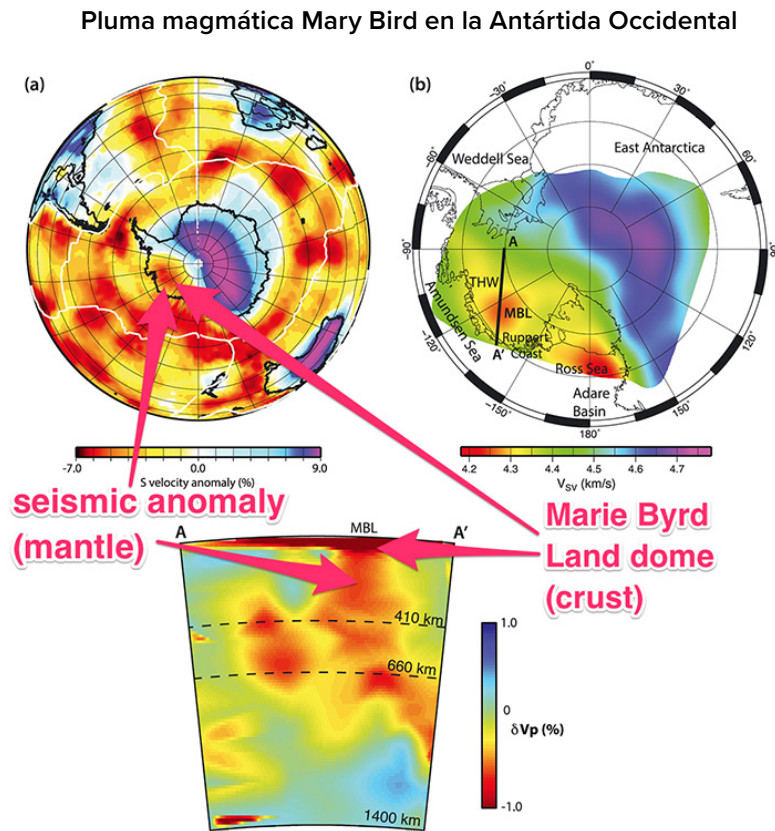 Pluma magmática Mary Bird en la Antártida Occidental
(a)
(b)
0°
30°
60°
120°
150°
180°
-150°
-120°
-90°
-60°
Weddell Sea
East Antarctica
A
THW
MBL
Amundsen Sea
Ruppert
Coast
A'
Ross Sea
Adare
Basin
-7.0 0.0 9.0
S velocity anomaly (%)
4.2 4.3 4.4 4.5 4.6 4.7
VSV (km/s)
seismic anomaly
(mantle)
Marie Byrd
Land dome
(crust)
A MBL A'
410 km
660 km
1400 km
1.0
0
δVp (%)
-1.0